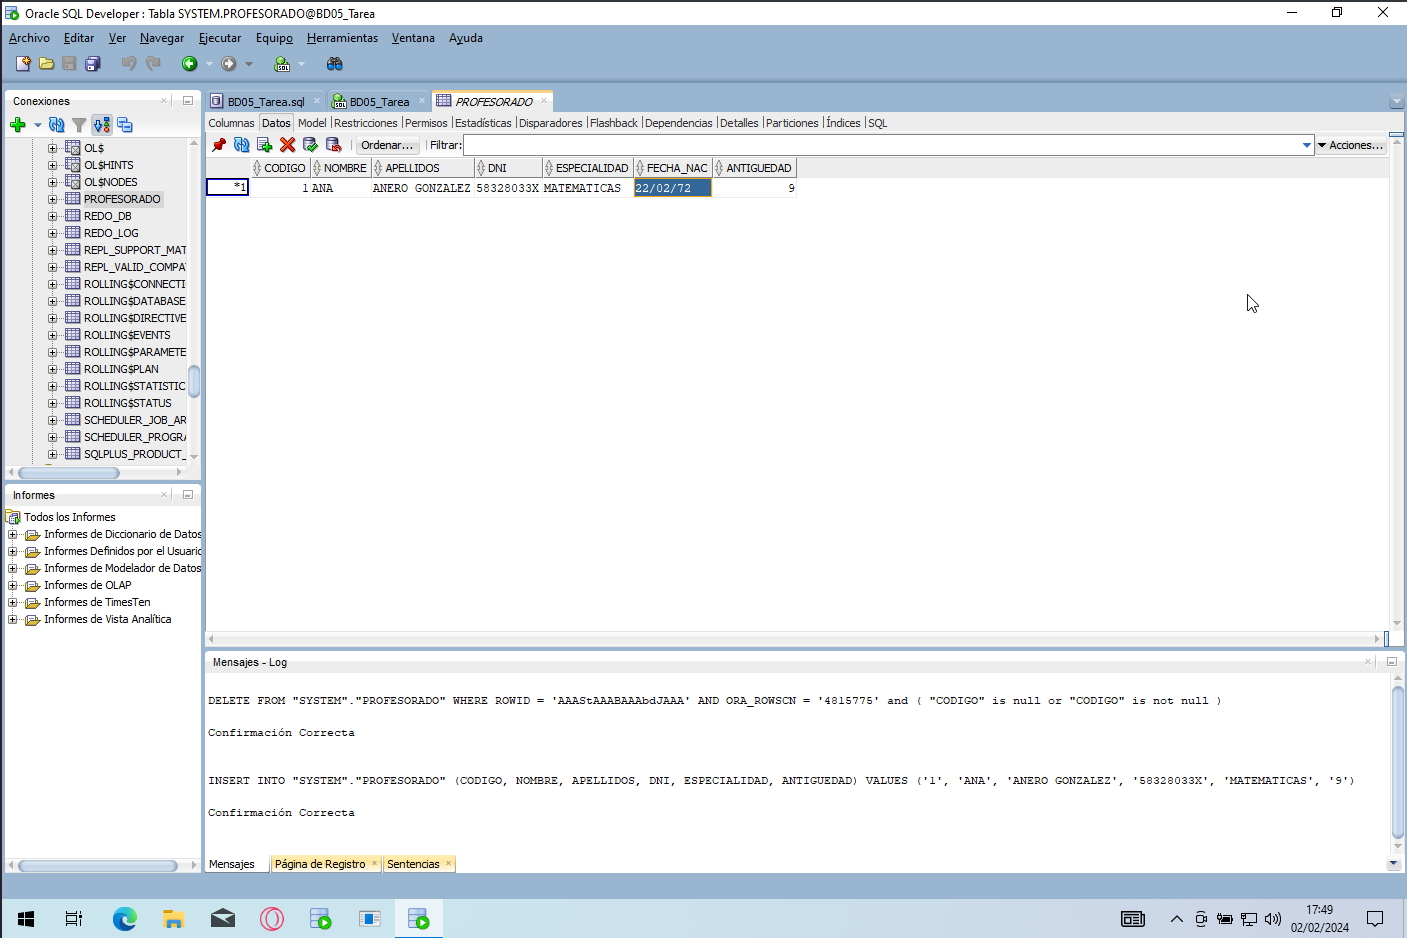 Oracle SQL Developer : Tabla SYSTEM.PROFESORADO@BD05_Tarea
Archivo Editar Ver Navegar Ejecutar Equipo Herramientas Ventana Ayuda
Conexiones
OL$
OL$HINTS
OL$NODES
PROFESORADO
REDO_DB
REDO_LOG
REPL_SUPPORT_MAT
REPL_VALID_COMPA
ROLLING$CONNECTI
ROLLING$DATABASE
ROLLING$DIRECTIVE
ROLLING$EVENTS
ROLLING$PARAMETE
ROLLING$PLAN
ROLLING$STATISTIC
ROLLING$STATUS
SCHEDULER_JOB_AR
SCHEDULER_PROGRA
SQLPLUS_PRODUCT_
Informes
Todos los Informes
Informes de Diccionario de Datos
Informes Definidos por el Usuario
Informes de Modelador de Datos
Informes de OLAP
Informes de TimesTen
Informes de Vista Analítica
BD05_Tarea.sql BD05_Tarea PROFESORADO
Columnas Datos Model Restricciones Permisos Estadísticas Disparadores Flashback Dependencias Detalles Particiones Índices SQL
Ordenar... Filtrar: Acciones...
CODIGO NOMBRE APELLIDOS DNI ESPECIALIDAD FECHA_NAC ANTIGUEDAD
*1 1 ANA ANERO GONZALEZ 58328033X MATEMATICAS 22/02/72 9
Mensajes - Log
DELETE FROM "SYSTEM"."PROFESORADO" WHERE ROWID = 'AAAStAAABAAAbdJAAA' AND ORA_ROWSCN = '4815775' and ( "CODIGO" is null or "CODIGO" is not null )
Confirmación Correcta
INSERT INTO "SYSTEM"."PROFESORADO" (CODIGO, NOMBRE, APELLIDOS, DNI, ESPECIALIDAD, ANTIGUEDAD) VALUES ('1', 'ANA', 'ANERO GONZALEZ', '58328033X', 'MATEMATICAS', '9')
Confirmación Correcta
Mensajes Página de Registro Sentencias
17:49
02/02/2024